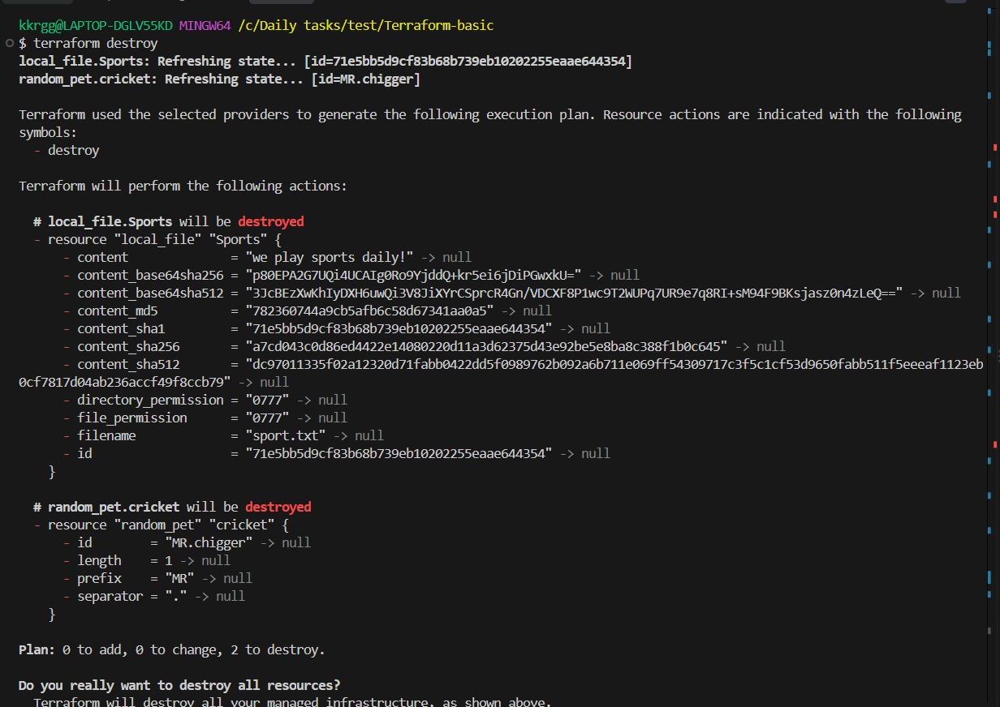 kkrgg@LAPTOP-DGLV55KD MINGW64 /c/Daily tasks/test/Terraform-basic
$ terraform destroy
local_file.Sports: Refreshing state... [id=71e5bb5d9cf83b68b739eb10202255eaae644354]
random_pet.cricket: Refreshing state... [id=MR.chigger]
Terraform used the selected providers to generate the following execution plan. Resource actions are indicated with the following
symbols:
- destroy
Terraform will perform the following actions:
# local_file.Sports will be destroyed
- resource "local_file" "Sports" {
- content = "we play sports daily!" -> null
- content_base64sha256 = "p80EPA2G7UQi4UCAIg0Ro9YjddQ+kr5ei6jDiPGwxkU=" -> null
- content_base64sha512 = "3JcBEzXwKhIyDXH6uwQi3V8JiXYrCSprcR4Gn/VDCXF8P1wc9T2WUPq7UR9e7q8RI+sM94F9BKsjasz0n4zLeQ==" -> null
- content_md5 = "782360744a9cb5afb6c58d67341aa0a5" -> null
- content_sha1 = "71e5bb5d9cf83b68b739eb10202255eaae644354" -> null
- content_sha256 = "a7cd043c0d86ed4422e14080220d11a3d62375d43e92be5e8ba8c388f1b0c645" -> null
- content_sha512 = "dc97011335f02a12320d71fabb0422dd5f0989762b092a6b711e069ff54309717c3f5c1cf53d9650fabb511f5eeeaf1123eb
0cf7817d04ab236accf49f8ccb79" -> null
- directory_permission = "0777" -> null
- file_permission = "0777" -> null
- filename = "sport.txt" -> null
- id = "71e5bb5d9cf83b68b739eb10202255eaae644354" -> null
}
# random_pet.cricket will be destroyed
- resource "random_pet" "cricket" {
- id = "MR.chigger" -> null
- length = 1 -> null
- prefix = "MR" -> null
- separator = "." -> null
}
Plan: 0 to add, 0 to change, 2 to destroy.
Do you really want to destroy all resources?
Terraform will destroy all your managed infrastructure, as shown above.